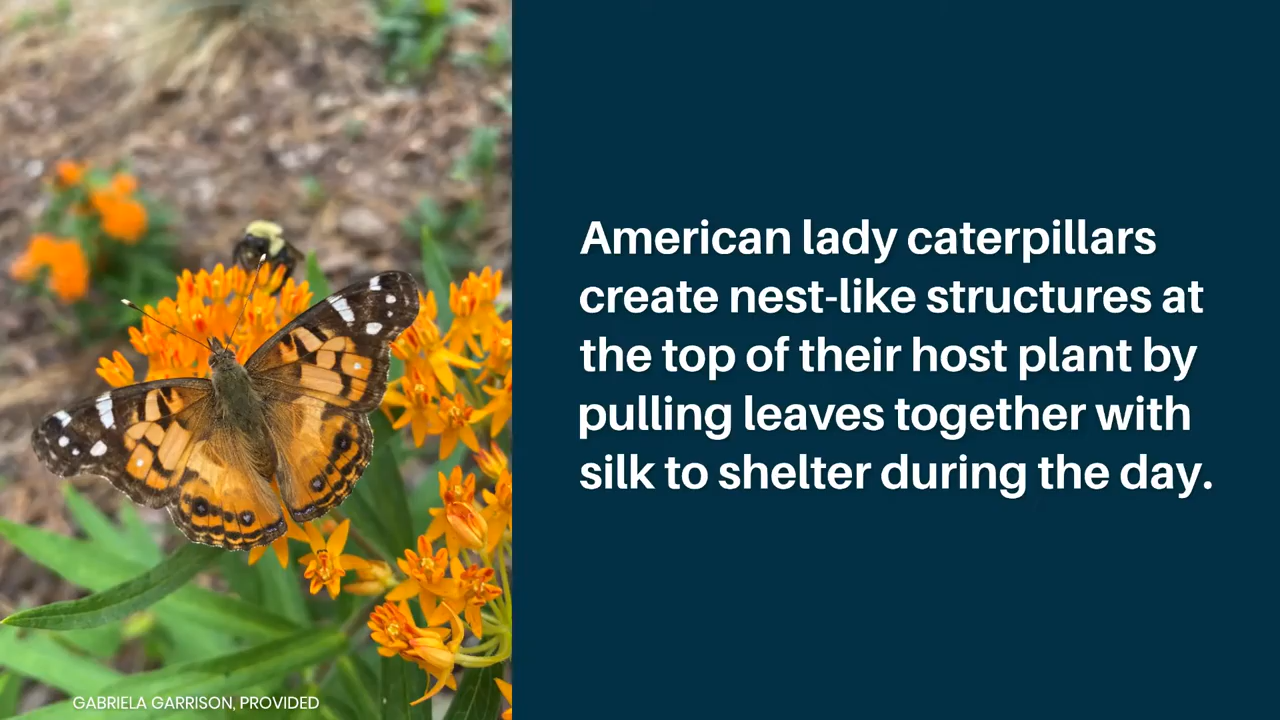 American lady caterpillars
create nest-like structures at
the top of their host plant by
pulling leaves together with
silk to shelter during the day.
GABRIELA GARRISON, PROVIDED